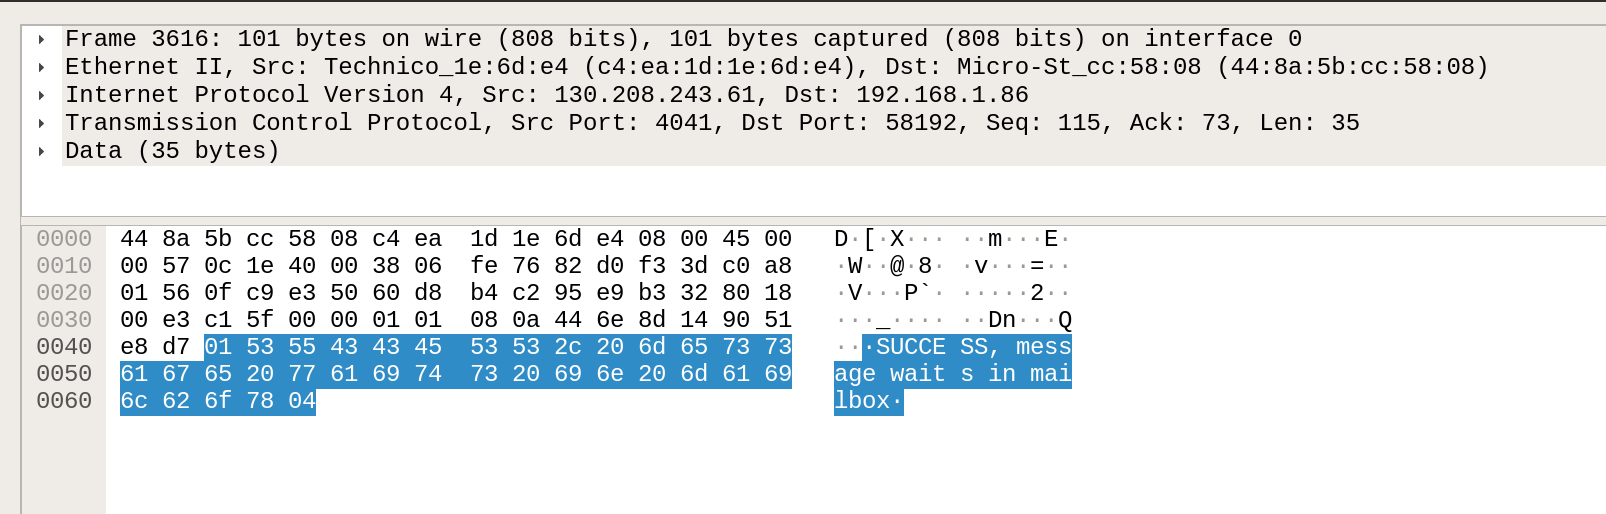 Frame 3616: 101 bytes on wire (808 bits), 101 bytes captured (808 bits) on interface 0
Ethernet II, Src: Technico_1e:6d:e4 (c4:ea:1d:1e:6d:e4), Dst: Micro-St_cc:58:08 (44:8a:5b:cc:58:08)
Internet Protocol Version 4, Src: 130.208.243.61, Dst: 192.168.1.86
Transmission Control Protocol, Src Port: 4041, Dst Port: 58192, Seq: 115, Ack: 73, Len: 35
Data (35 bytes)
0000 44 8a 5b cc 58 08 c4 ea 1d 1e 6d e4 08 00 45 00 D·[·X··· ··m···E·
0010 00 57 0c 1e 40 00 38 06 fe 76 82 d0 f3 3d c0 a8 ·W··@·8· ·v···=··
0020 01 56 0f c9 e3 50 60 d8 b4 c2 95 e9 b3 32 80 18 ·V···P`· ·····2··
0030 00 e3 c1 5f 00 00 01 01 08 0a 44 6e 8d 14 90 51 ···_···· ··Dn···Q
0040 e8 d7 01 53 55 43 43 45 53 53 2c 20 6d 65 73 73 ···SUCCE SS, mess
0050 61 67 65 20 77 61 69 74 73 20 69 6e 20 6d 61 69 age wait s in mai
0060 6c 62 6f 78 04 lbox·